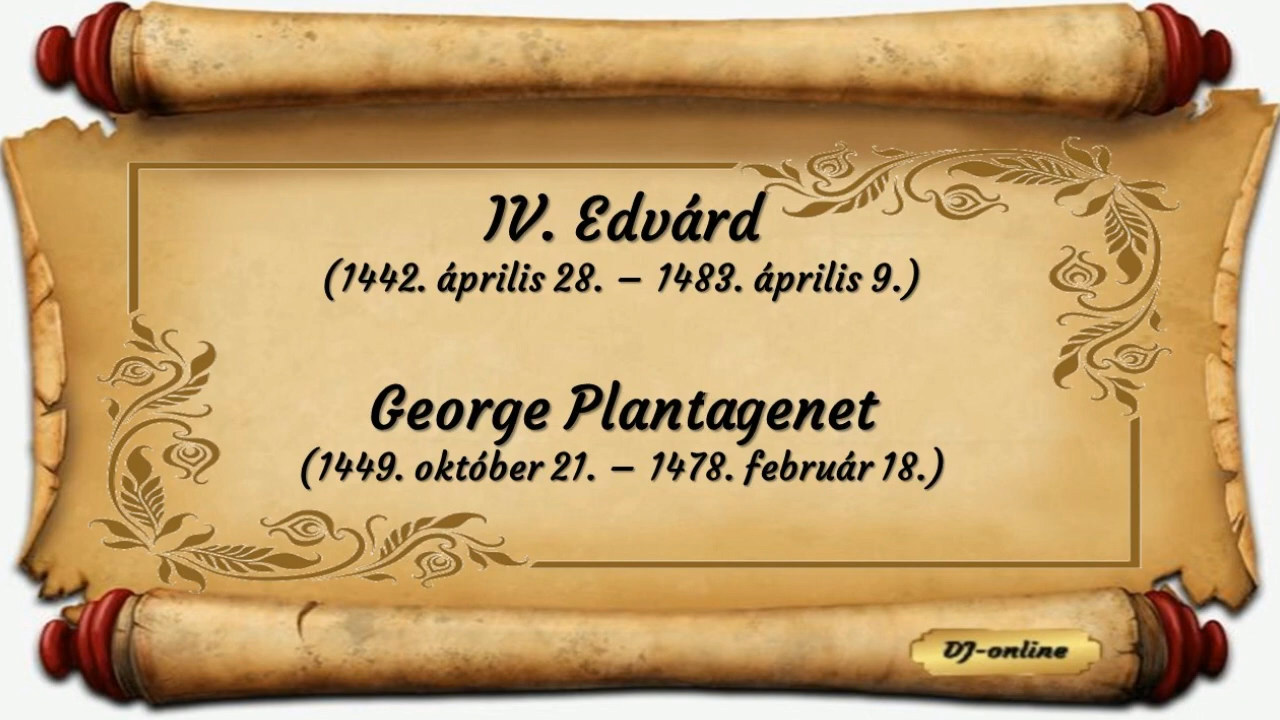 IV. Edvárd
(1442. április 28. – 1483. április 9.)
George Plantagenet
(1449. október 21. – 1478. február 18.)
DJ-online